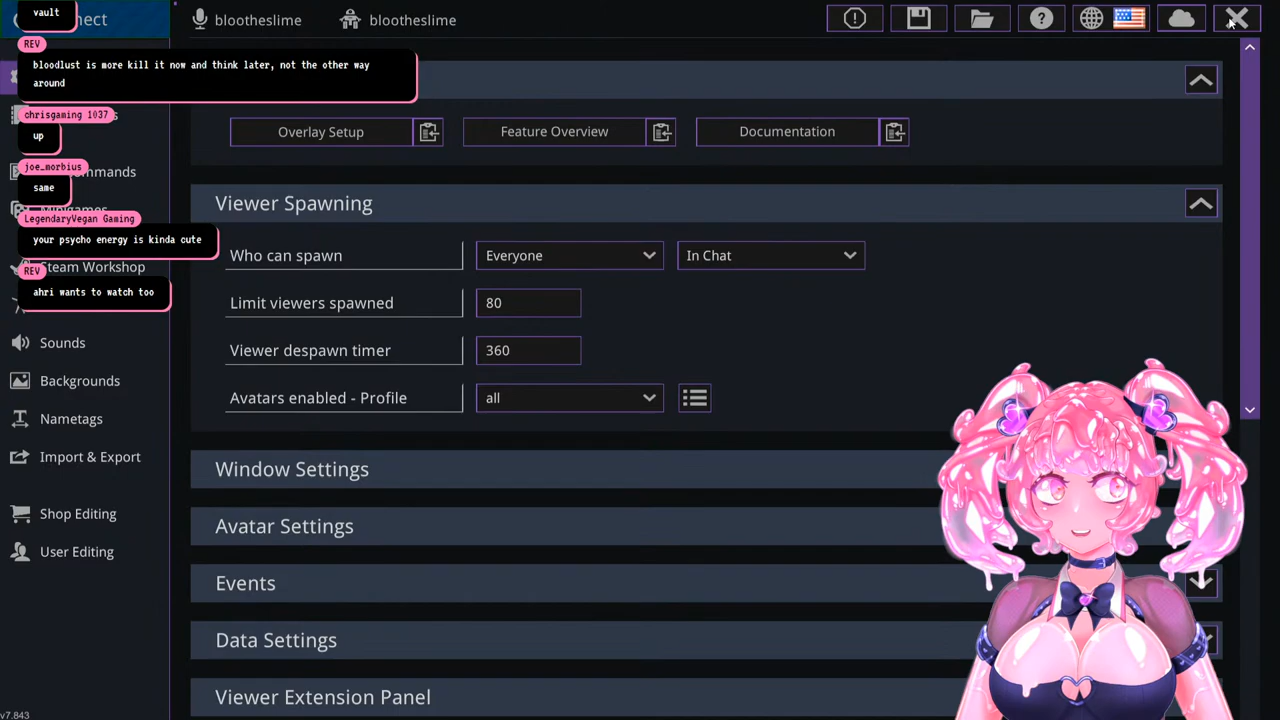 vault
nect
REV
bloodlust is more kill it now and think later, not the other way
around
chrisgaming 1037
up
joe_morbius
same
LegendaryVegan Gaming
your psycho energy is kinda cute
REV
ahri wants to watch too
mmands
Minigames
Steam Workshop
Sounds
Backgrounds
Nametags
Import & Export
Shop Editing
User Editing
v7.843
blootheslime
blootheslime
Overlay Setup
Feature Overview
Documentation
Viewer Spawning
Who can spawn
Everyone
In Chat
Limit viewers spawned
80
Viewer despawn timer
360
Avatars enabled - Profile
all
Window Settings
Avatar Settings
Events
Data Settings
Viewer Extension Panel